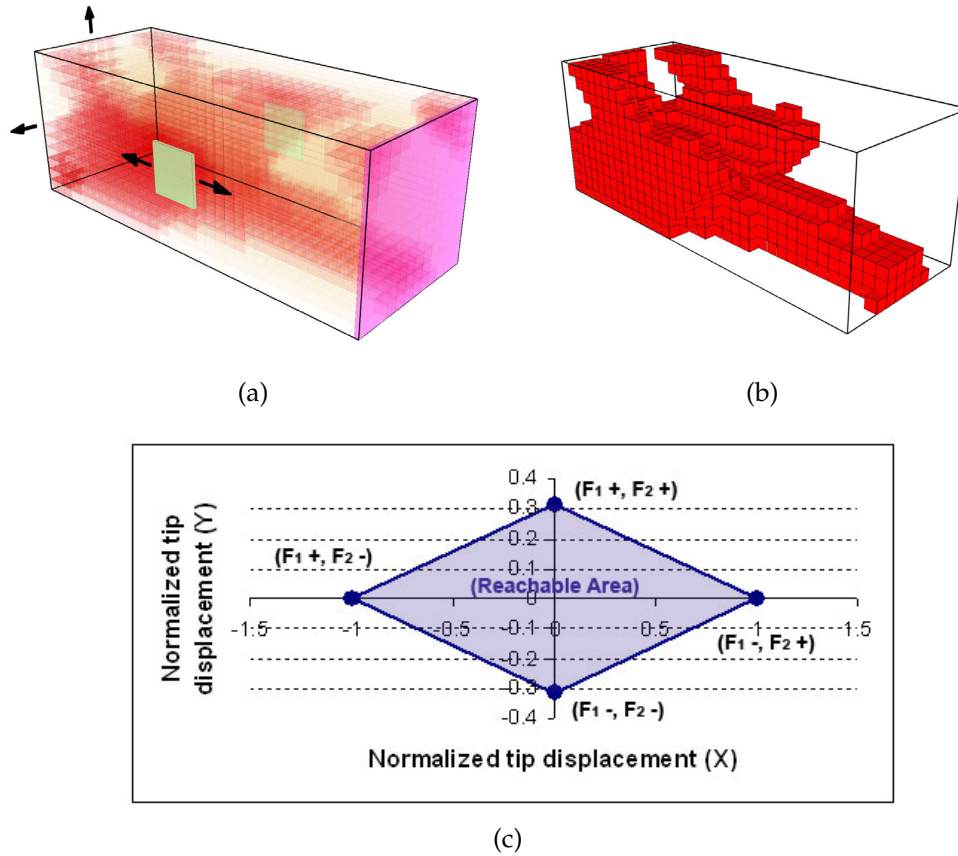 (a)
(b)
Normalized tip
displacement (Y)
0.4
(F1 +, F2 +)
0.3
0.2
(F1 +, F2 -)
0.1
(Reachable Area)
0
-1.5
-1
-0.5
0
0.5
1
1.5
-0.1
(F1 -, F2 +)
-0.2
-0.3
(F1 -, F2 -)
-0.4
Normalized tip displacement (X)
(c)